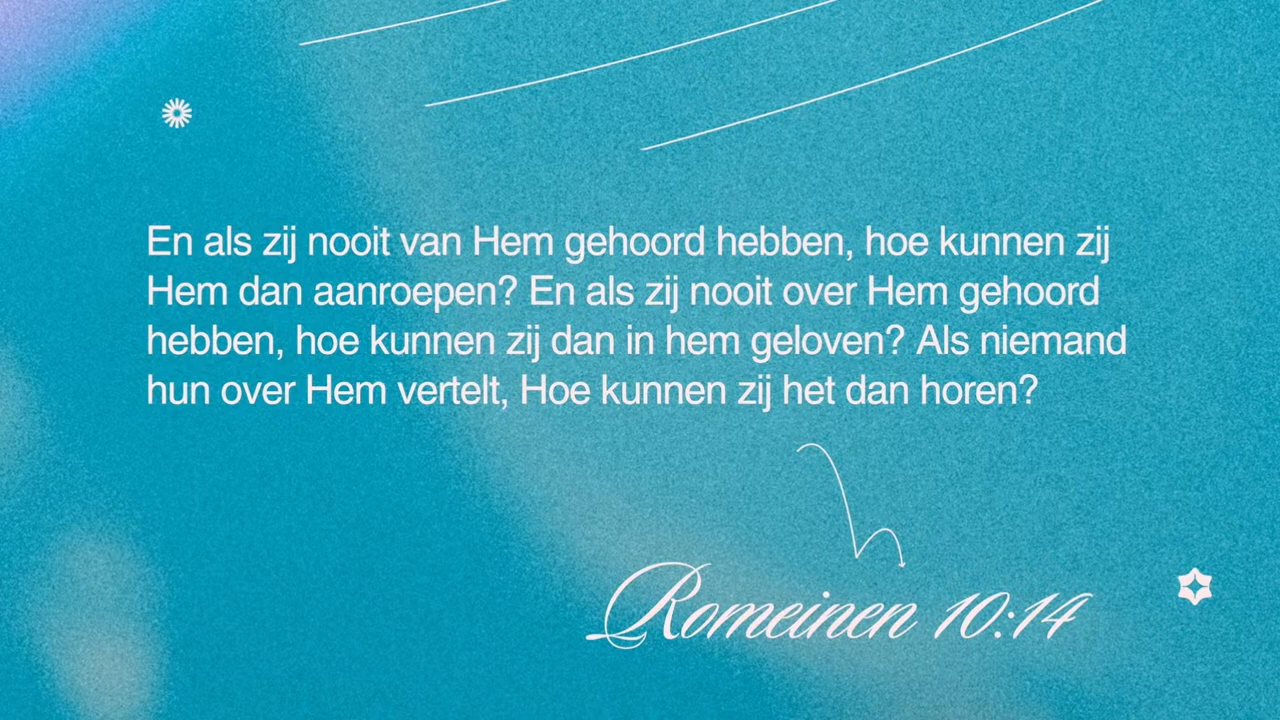 En als zij nooit van Hem gehoord hebben, hoe kunnen zij
Hem dan aanroepen? En als zij nooit over Hem gehoord
hebben, hoe kunnen zij dan in hem geloven? Als niemand
hun over Hem vertelt, Hoe kunnen zij het dan horen?
Romeinen 10:14